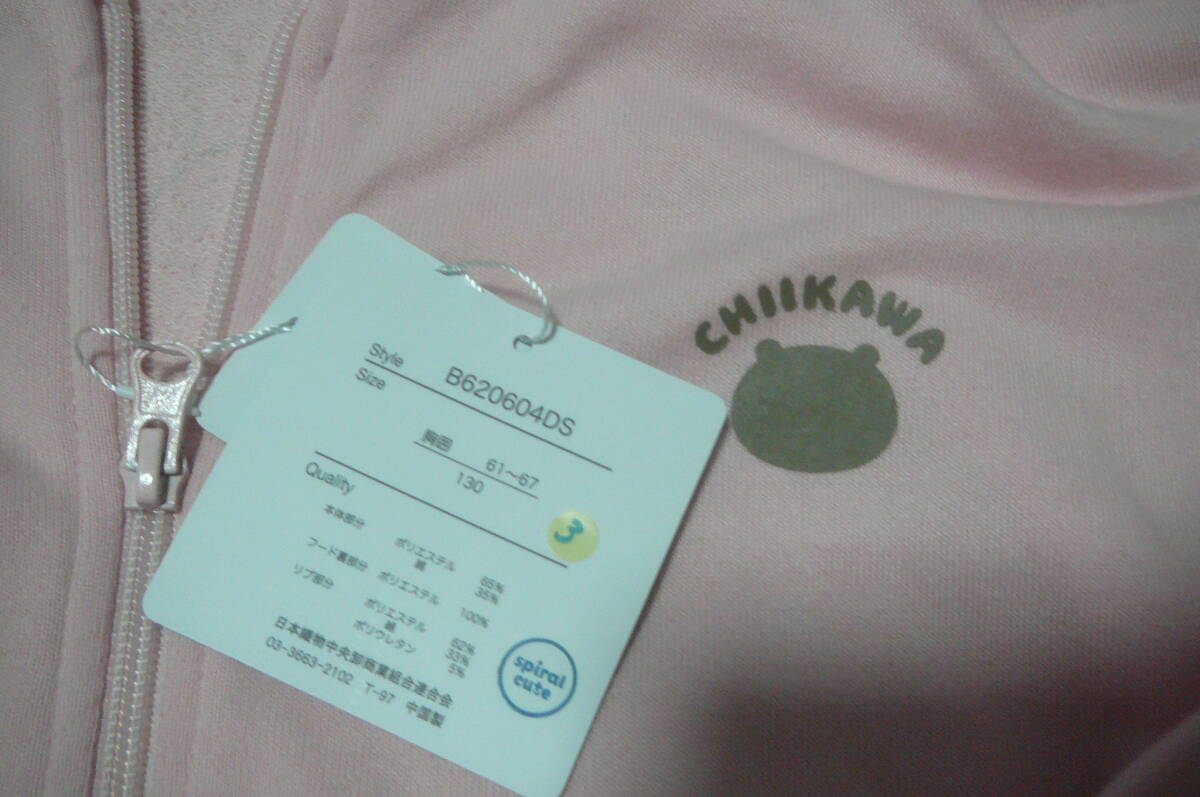 CHIIKAWA
Style B620604DS
Size
胸囲 61～67
130
3
Quality
本体部分 ポリエステル 65%
綿 35%
フード裏部分 ポリエステル 100%
リブ部分 ポリエステル 62%
綿 33%
ポリウレタン 5%
日本織物中央卸商業組合連合会
03-3663-2102 T-97 中国製
spiral
cute